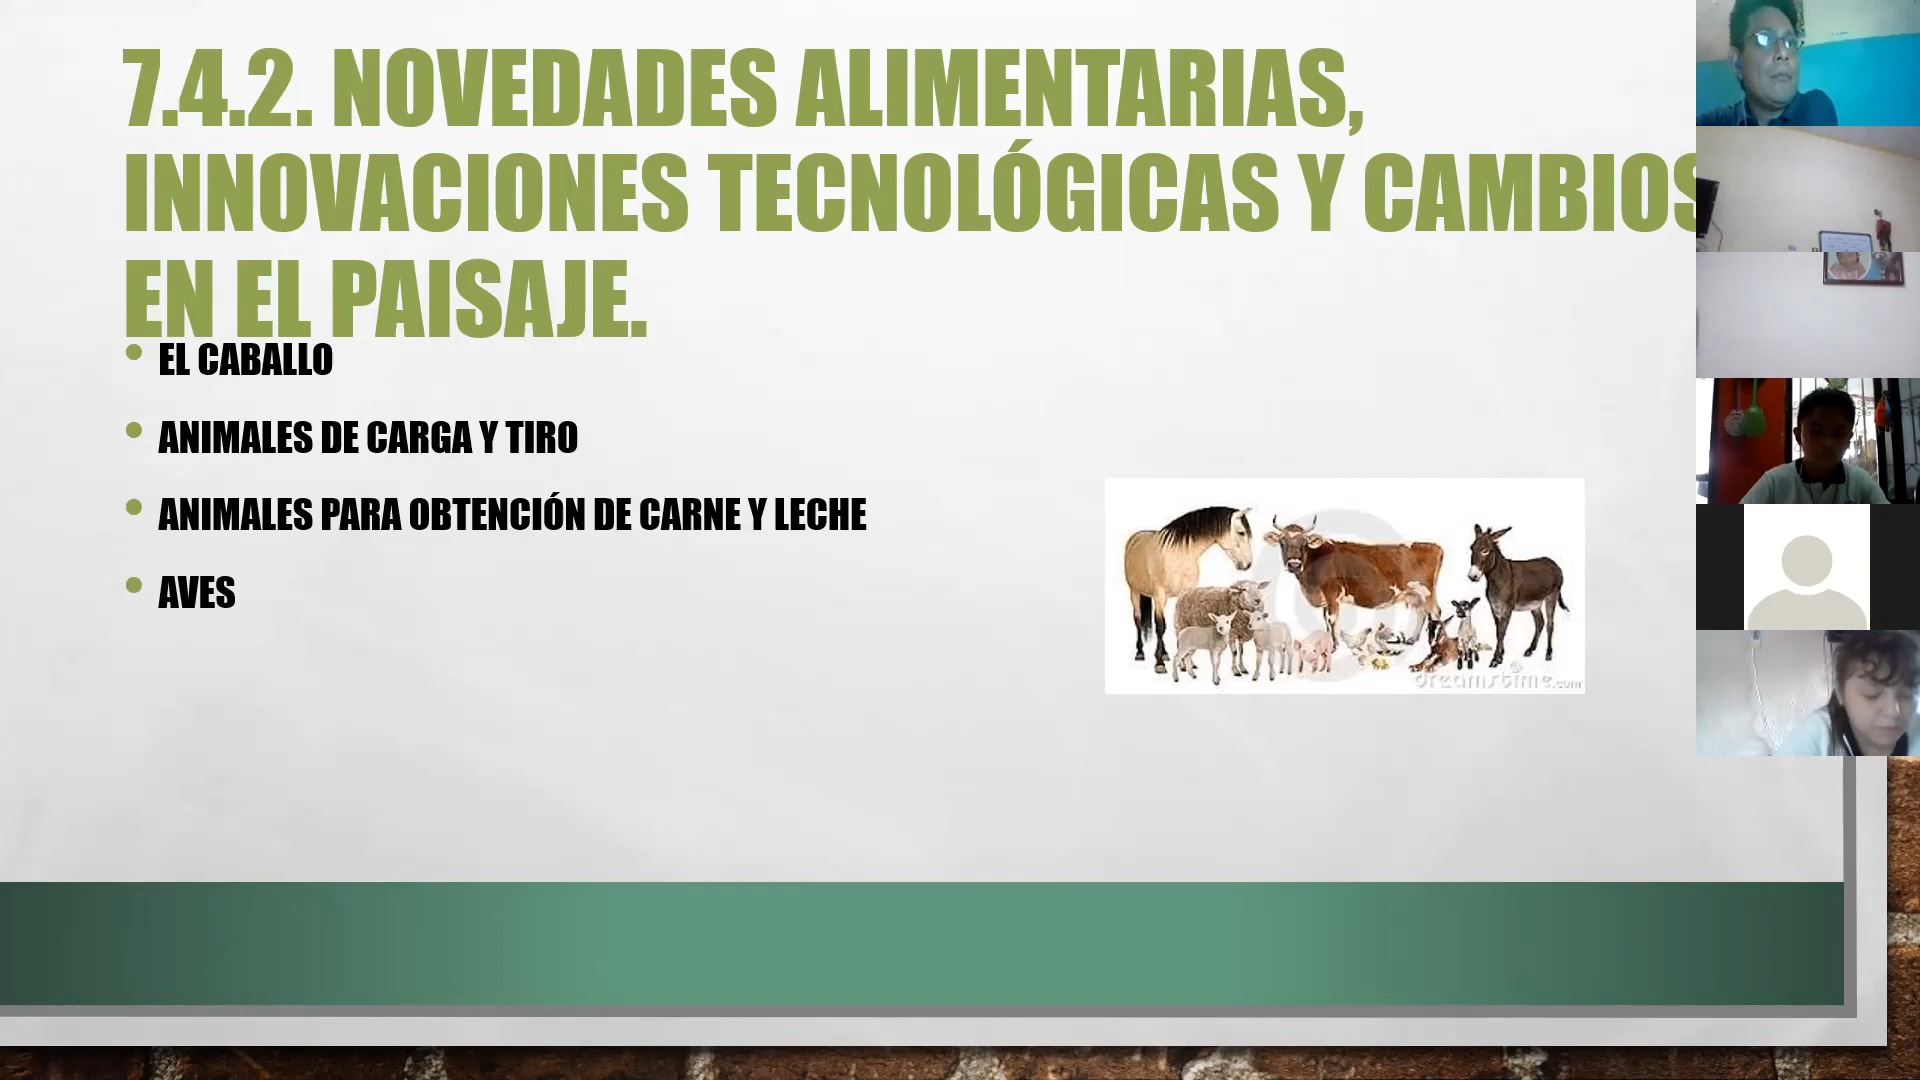 7.4.2. NOVEDADES ALIMENTARIAS,
INNOVACIONES TECNOLÓGICAS Y CAMBIOS
EN EL PAISAJE.
• EL CABALLO
• ANIMALES DE CARGA Y TIRO
• ANIMALES PARA OBTENCIÓN DE CARNE Y LECHE
• AVES
dreamstime.com